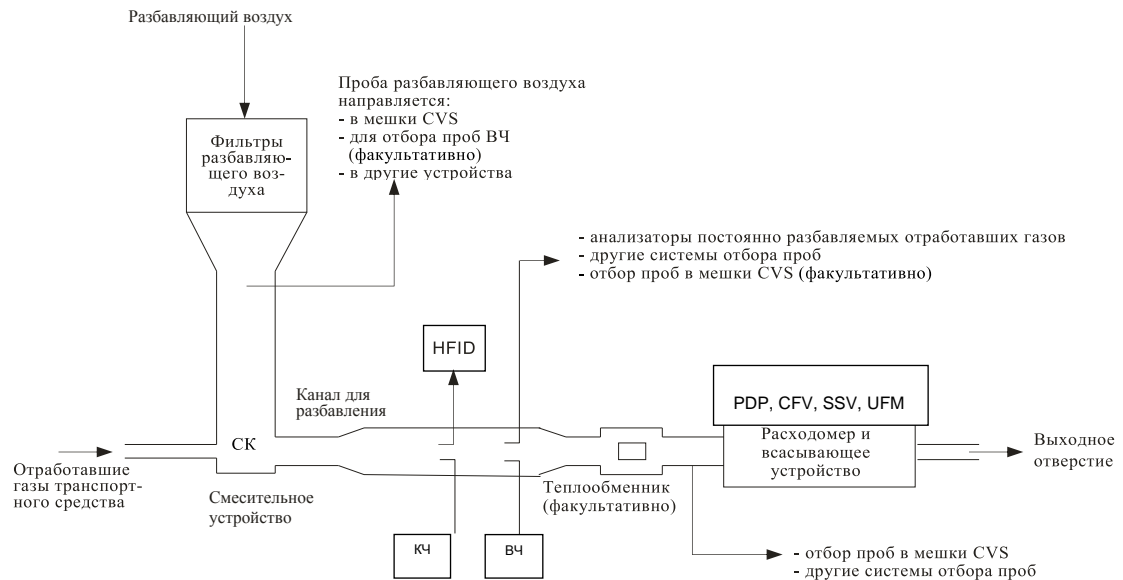 Разбавляющий воздух
Проба разбавляющего воздуха
направляется:
- в мешки CVS
- для отбора проб ВЧ
(факультативно)
- в другие устройства
Фильтры
разбавляю-
щего воз-
духа
- анализаторы постоянно разбавляемых отработавших газов
- другие системы отбора проб
- отбор проб в мешки CVS (факультативно)
HFID
Канал для
разбавления
PDP, CFV, SSV, UFM
СК
Расходомер и
всасывающее
устройство
Выходное
отверстие
Отработавшие
газы транспорт-
ного средства
Смесительное
устройство
Теплообменник
(факультативно)
КЧ
ВЧ
- отбор проб в мешки CVS
- другие системы отбора проб